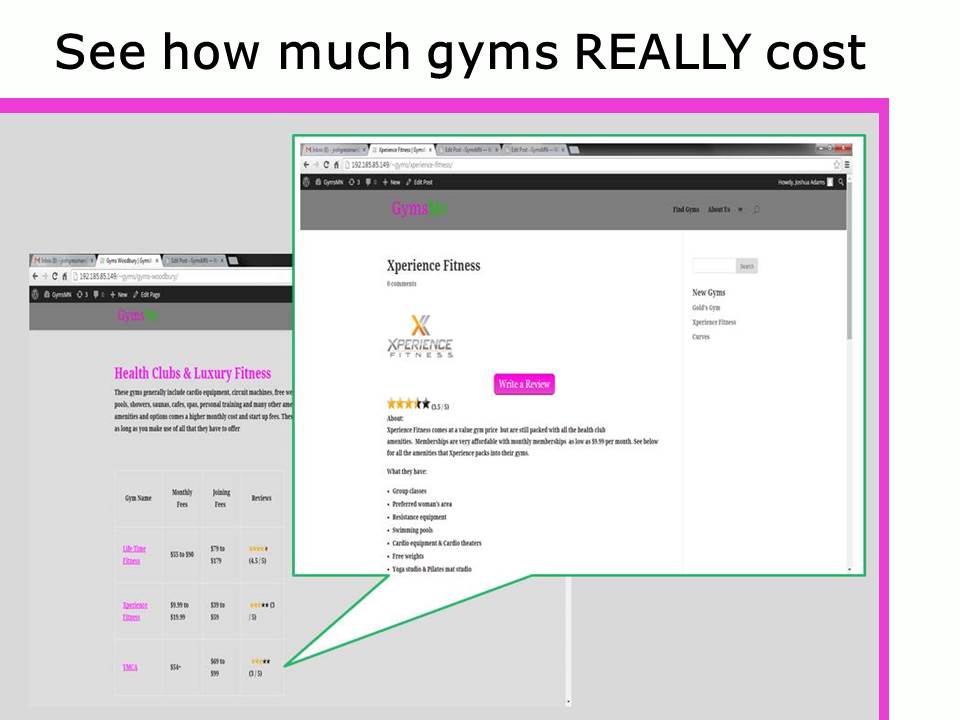 See how much gyms REALLY cost
Gyms Woodbury | GymsM
Edit Post - GymsMN — W
192.185.85.149/~gyms/gyms-woodbury/
GymsMN 3 0 + New Edit Page
GymsMn
Health Clubs & Luxury Fitness
These gyms generally include cardio equipment, circuit machines, free we
pools, showers, saunas, cafes, spas, personal training and many other ame
amenities and options comes a higher monthly cost and start up fees. Thes
as long as you make use of all that they have to offer
Gym Name Monthly Fees Joining Fees Reviews
Life Time Fitness $55 to $90 $79 to $179 (4.5 / 5)
Xperience Fitness $9.99 to $19.99 $39 to $59 (3 / 5)
YMCA $54+ $69 to $99 (3 / 5)
Xperience Fitness | GymsM
Edit Post - GymsMN — W
Edit Post - GymsMN — W
192.185.85.149/~gyms/xperience-fitness/
GymsMN 3 0 + New Edit Post Howdy, Joshua Adams
GymsMn Find Gyms About Us
Xperience Fitness
0 comments
XPERIENCE
FITNESS
Write a Review
(3.5 / 5)
About:
Xperience Fitness comes at a value gym price but are still packed with all the health club
amenities. Memberships are very affordable with monthly memberships as low as $9.99 per month. See below
for all the amenities that Xperience packs into their gyms.
What they have:
• Group classes
• Preferred woman's area
• Resistance equipment
• Swimming pools
• Cardio equipment & Cardio theaters
• Free weights
• Yoga studio & Pilates mat studio
Search
New Gyms
Gold's Gym
Xperience Fitness
Curves